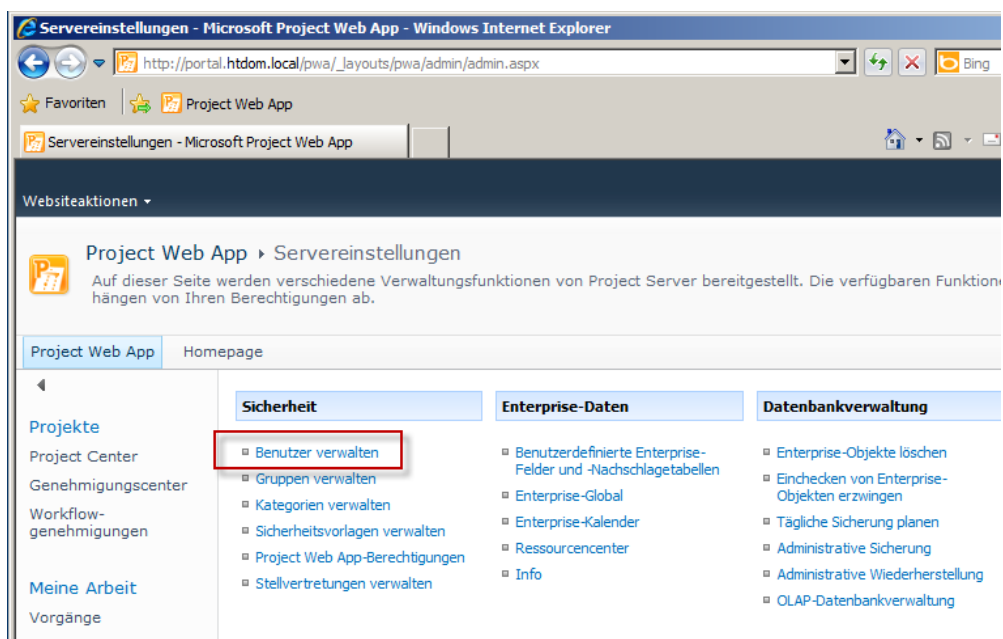 Servereinstellungen - Microsoft Project Web App - Windows Internet Explorer
http://portal.htdom.local/pwa/_layouts/pwa/admin/admin.aspx
Bing
Favoriten
Project Web App
Servereinstellungen - Microsoft Project Web App
Websiteaktionen
Project Web App › Servereinstellungen
Auf dieser Seite werden verschiedene Verwaltungsfunktionen von Project Server bereitgestellt. Die verfügbaren Funktione
hängen von Ihren Berechtigungen ab.
Project Web App
Homepage
Projekte
Project Center
Genehmigungscenter
Workflow-
genehmigungen
Meine Arbeit
Vorgänge
Sicherheit
Benutzer verwalten
Gruppen verwalten
Kategorien verwalten
Sicherheitsvorlagen verwalten
Project Web App-Berechtigungen
Stellvertretungen verwalten
Enterprise-Daten
Benutzerdefinierte Enterprise-
Felder und -Nachschlagetabellen
Enterprise-Global
Enterprise-Kalender
Ressourcencenter
Info
Datenbankverwaltung
Enterprise-Objekte löschen
Einchecken von Enterprise-
Objekten erzwingen
Tägliche Sicherung planen
Administrative Sicherung
Administrative Wiederherstellung
OLAP-Datenbankverwaltung